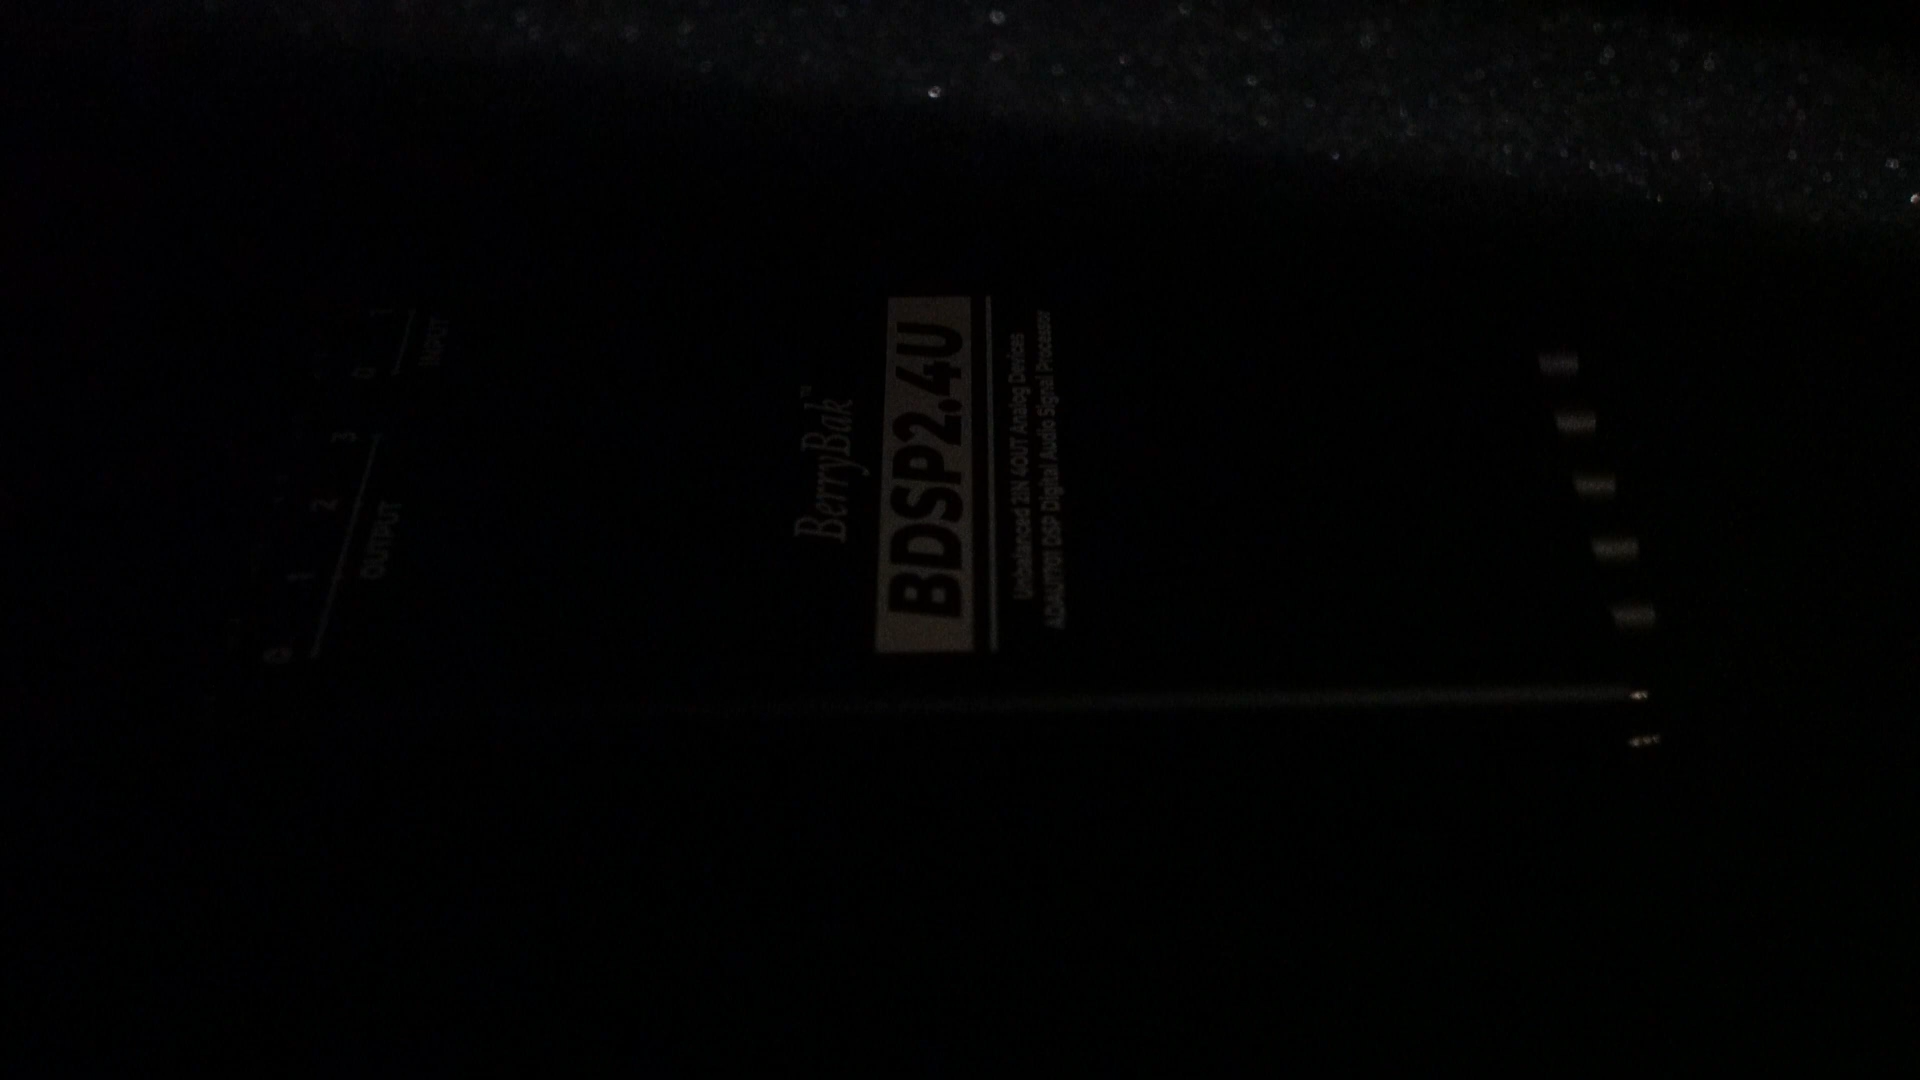 BerryBak™
BDSP2.4U
Unbalanced 2IN 4OUT Analog Devices
ADAU1701 DSP Digital Audio Signal Processor
0 1 2 3
OUTPUT
0 1
INPUT